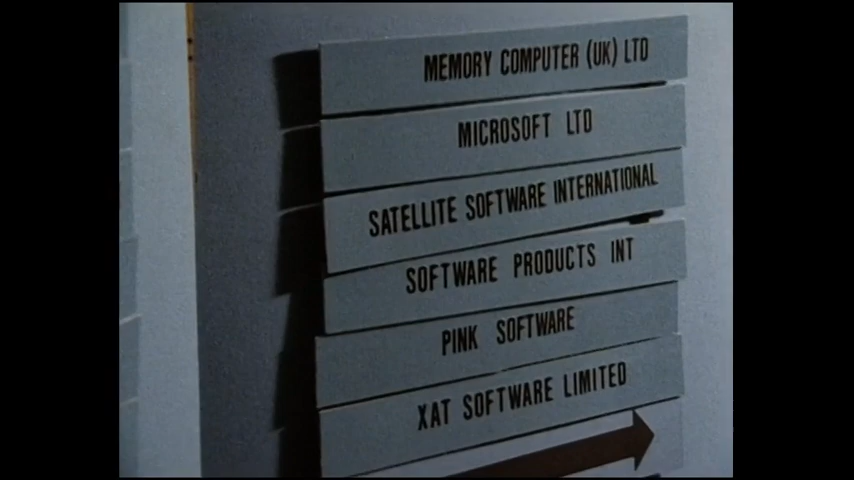 MEMORY COMPUTER (UK) LTD
MICROSOFT LTD
SATELLITE SOFTWARE INTERNATIONAL
SOFTWARE PRODUCTS INT
PINK SOFTWARE
XAT SOFTWARE LIMITED